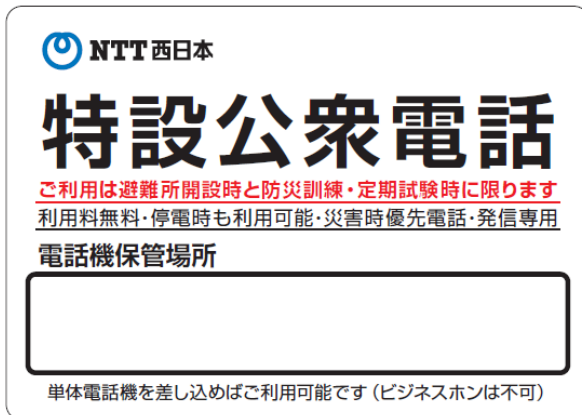 NTT西日本
特設公衆電話
ご利用は避難所開設時と防災訓練・定期試験時に限ります
利用料無料・停電時も利用可能・災害時優先電話・発信専用
電話機保管場所
単体電話機を差し込めばご利用可能です(ビジネスホンは不可)